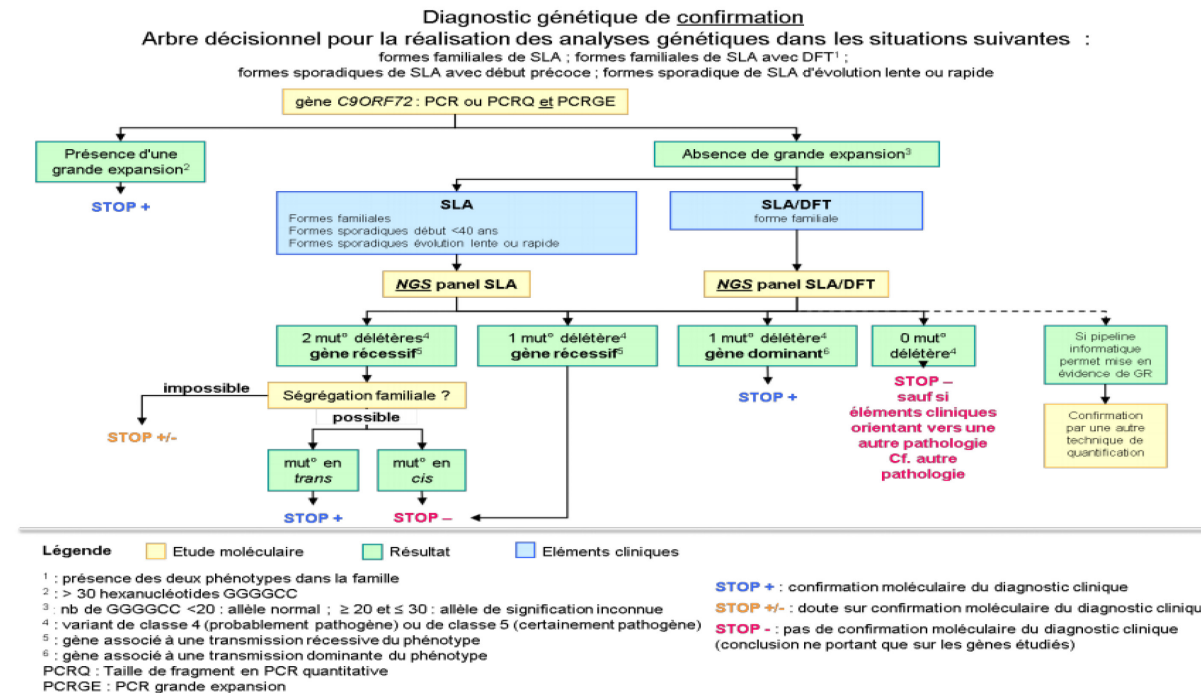 Diagnostic génétique de confirmation
Arbre décisionnel pour la réalisation des analyses génétiques dans les situations suivantes :
formes familiales de SLA ; formes familiales de SLA avec DFT¹ ;
formes sporadiques de SLA avec début précoce ; formes sporadique de SLA d'évolution lente ou rapide
gène C9ORF72 : PCR ou PCRQ et PCRGE
Présence d'une
grande expansion²
Absence de grande expansion³
STOP +
SLA
Formes familiales
Formes sporadiques début <40 ans
Formes sporadiques évolution lente ou rapide
SLA/DFT
forme familiale
NGS panel SLA
NGS panel SLA/DFT
2 mut° délétères⁴
gène récessif⁵
1 mut° délétère⁴
gène récessif⁵
1 mut° délétère⁴
gène dominant⁶
0 mut°
délétère⁴
Si pipeline
informatique
permet mise en
évidence de GR
impossible
Ségrégation familiale ?
possible
STOP +/-
STOP +
STOP –
sauf si
éléments cliniques
orientant vers une
autre pathologie
Cf. autre
pathologie
Confirmation
par une autre
technique de
quantification
mut° en
trans
mut° en
cis
STOP +
STOP –
Légende
Etude moléculaire
Résultat
Eléments cliniques
¹ : présence des deux phénotypes dans la famille
² : > 30 hexanucléotides GGGGCC
³ : nb de GGGGCC <20 : allèle normal ; ≥ 20 et ≤ 30 : allèle de signification inconnue
⁴ : variant de classe 4 (probablement pathogène) ou de classe 5 (certainement pathogène)
⁵ : gène associé à une transmission récessive du phénotype
⁶ : gène associé à une transmission dominante du phénotype
PCRQ : Taille de fragment en PCR quantitative
PCRGE : PCR grande expansion
STOP + : confirmation moléculaire du diagnostic clinique
STOP +/- : doute sur confirmation moléculaire du diagnostic clinique
STOP - : pas de confirmation moléculaire du diagnostic clinique
(conclusion ne portant que sur les gènes étudiés)